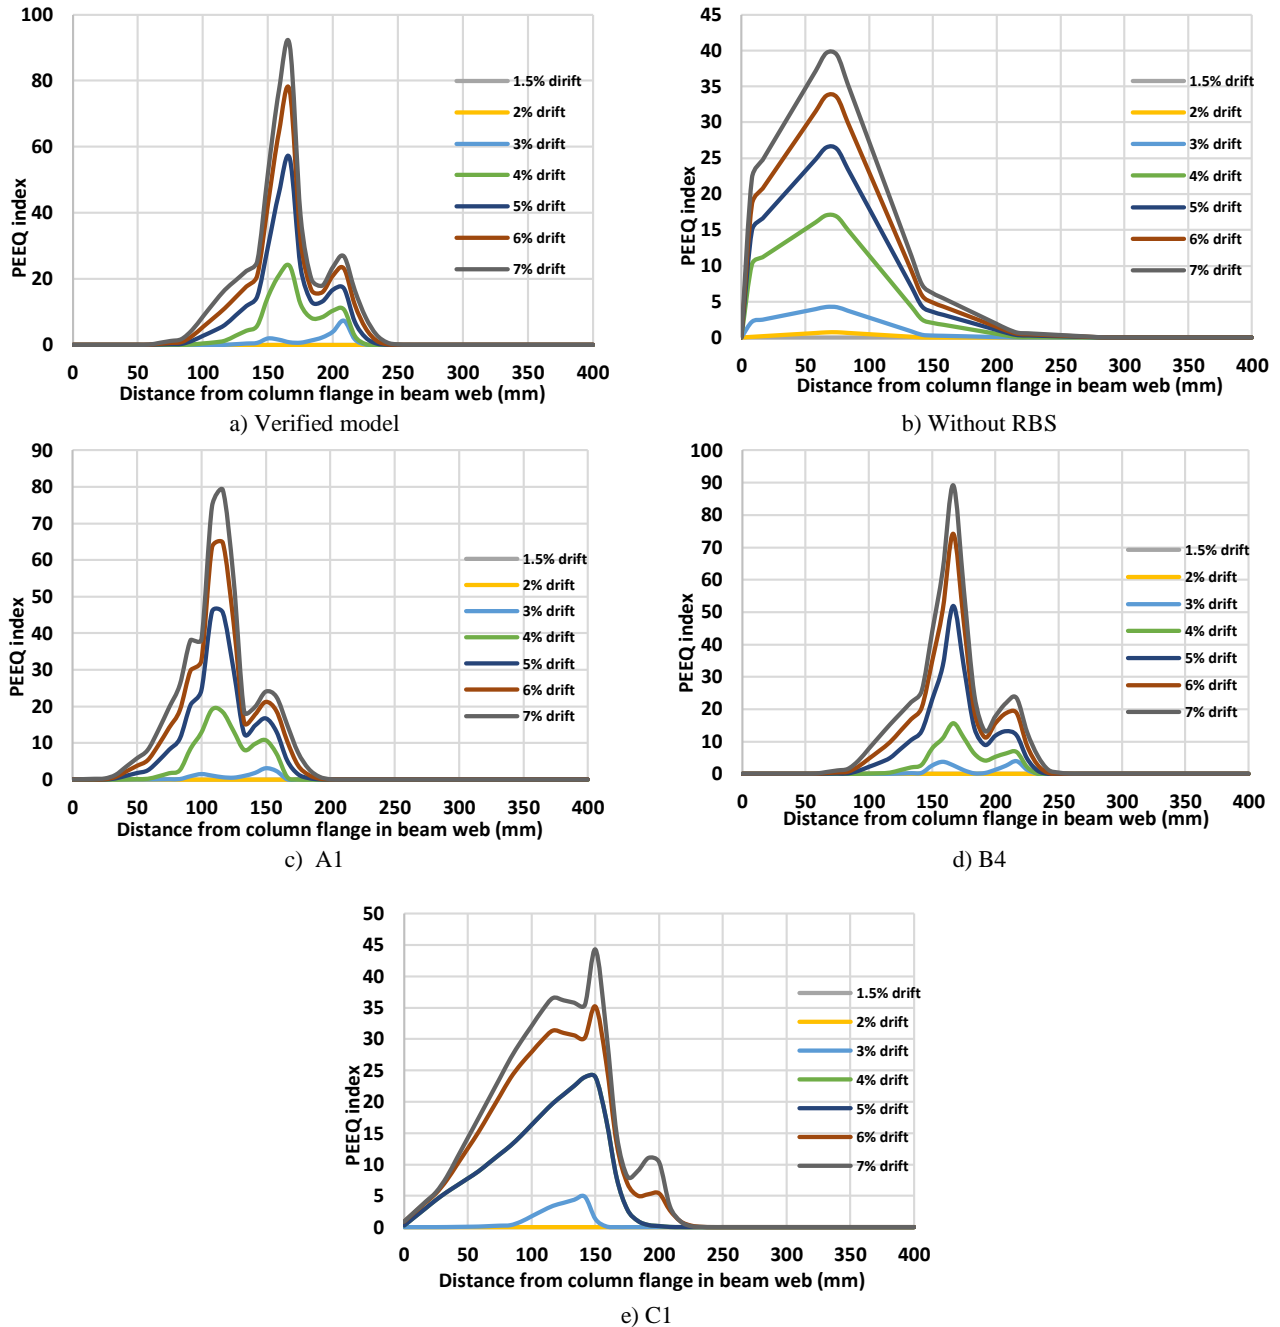 100
80
60
40
20
0
PEEQ index
0 50 100 150 200 250 300 350 400
Distance from column flange in beam web (mm)
1.5% dirift
2% drift
3% drift
4% drift
5% drift
6% drift
7% drift
a) Verified model
45
40
35
30
25
20
15
10
5
0
PEEQ index
0 50 100 150 200 250 300 350 400
Distance from column flange in beam web (mm)
1.5% drift
2% drift
3% drift
4% drift
5% drift
6% drift
7% drift
b) Without RBS
90
80
70
60
50
40
30
20
10
0
PEEQ index
0 50 100 150 200 250 300 350 400
Distance from column flange in beam web (mm)
1.5% drift
2% drift
3% drift
4% drift
5% drift
6% drift
7% drift
c) A1
100
90
80
70
60
50
40
30
20
10
0
PEEQ index
0 50 100 150 200 250 300 350 400
Distance from column flange in beam web (mm)
1.5% drift
2% drift
3% drift
4% drift
5% drift
6% drift
7% drift
d) B4
50
45
40
35
30
25
20
15
10
5
0
PEEQ index
0 50 100 150 200 250 300 350 400
Distance from column flange in beam web (mm)
1.5% drift
2% drift
3% drift
4% drift
5% drift
6% drift
7% drift
e) C1